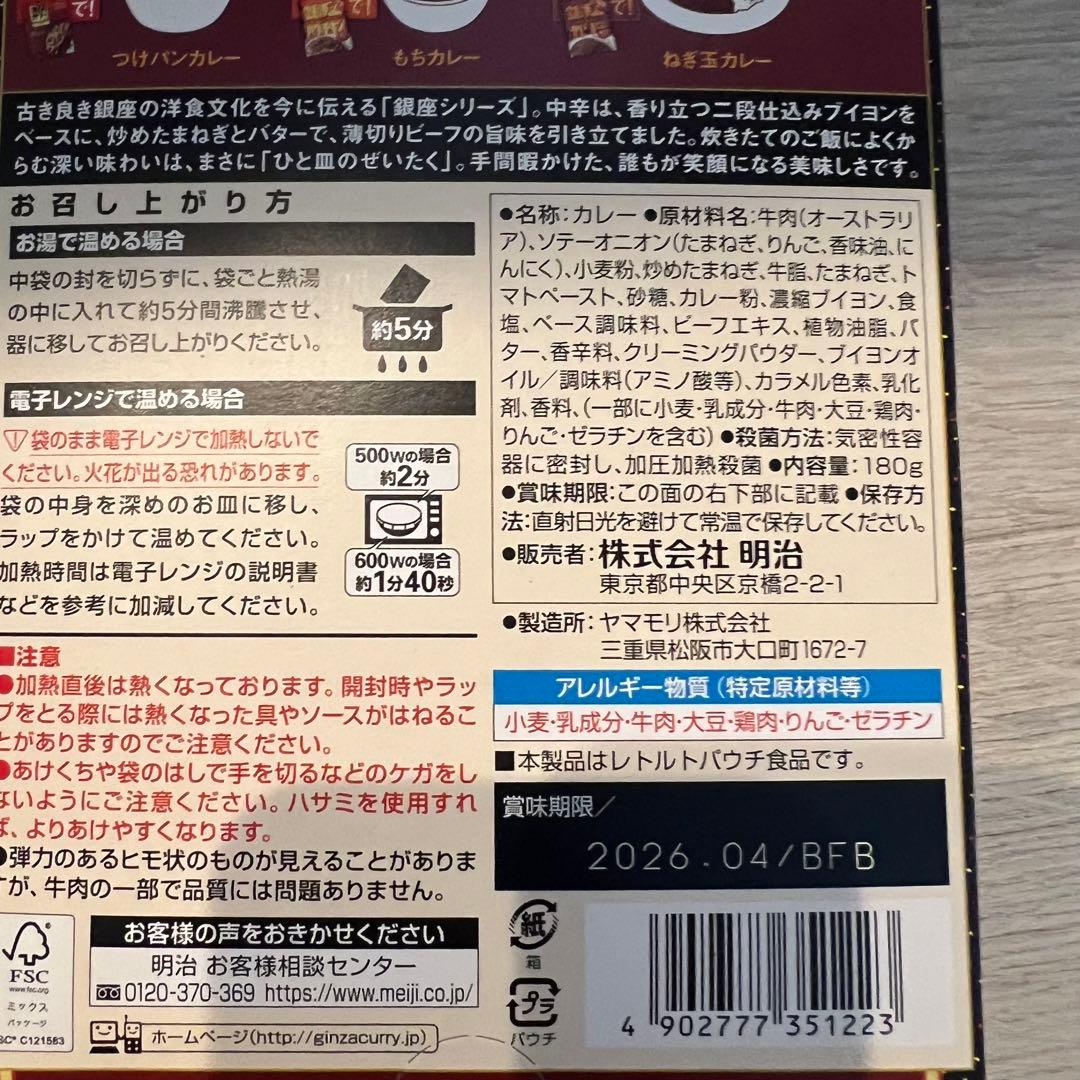 つけパンカレー
もちカレー
ねぎ玉カレー
古き良き銀座の洋食文化を今に伝える「銀座シリーズ」。中辛は、香り立つ二段仕込みブイヨンを
ベースに、炒めたまねぎとバターで、薄切りビーフの旨味を引き立てました。炊きたてのご飯によくか
らむ深い味わいは、まさに「ひと皿のぜいたく」。手間暇かけた、誰もが笑顔になる美味しさです。
お召し上がり方
お湯で温める場合
中袋の封を切らずに、袋ごと熱湯
の中に入れて約5分間沸騰させ、
器に移してお召し上がりください。
約5分
電子レンジで温める場合
袋のまま電子レンジで加熱しないで
ください。火花が出る恐れがあります。
袋の中身を深めのお皿に移し、
ラップをかけて温めてください。
加熱時間は電子レンジの説明書
などを参考に加減してください。
500Wの場合
約2分
600Wの場合
約1分40秒
■注意
●加熱直後は熱くなっております。開封時やラッ
プをとる際には熱くなった具やソースがはねるこ
とがありますのでご注意ください。
●あけくちや袋のはしで手を切るなどのケガをし
ないようにご注意ください。ハサミを使用すれ
ば、よりあけやすくなります。
●弾力のあるヒモ状のものが見えることがありま
すが、牛肉の一部で品質には問題ありません。
FSC
www.fsc.org
ミックス
パッケージ
FSC® C121583
お客様の声をおきかせください
明治 お客様相談センター
0120-370-369 https://www.meiji.co.jp/
ホームページ(http://ginzacurry.jp)
●名称:カレー ●原材料名:牛肉(オーストラリ
ア)、ソテーオニオン(たまねぎ、りんご、香味油、に
んにく)、小麦粉、炒めたまねぎ、牛脂、たまねぎ、ト
マトペースト、砂糖、カレー粉、濃縮ブイヨン、食
塩、ベース調味料、ビーフエキス、植物油脂、バ
ター、香辛料、クリーミングパウダー、ブイヨンオ
イル/調味料(アミノ酸等)、カラメル色素、乳化
剤、香料、(一部に小麦・乳成分・牛肉・大豆・鶏肉・
りんご・ゼラチンを含む) ●殺菌方法:気密性容
器に密封し、加圧加熱殺菌 ●内容量:180g
●賞味期限:この面の右下部に記載 ●保存方
法:直射日光を避けて常温で保存してください。
●販売者:株式会社 明治
東京都中央区京橋2-2-1
●製造所:ヤマモリ株式会社
三重県松阪市大口町1672-7
アレルギー物質(特定原材料等)
小麦・乳成分・牛肉・大豆・鶏肉・りんご・ゼラチン
■本製品はレトルトパウチ食品です。
賞味期限/
2026.04/BFB
紙
箱
プラ
パウチ
4 902777 351223